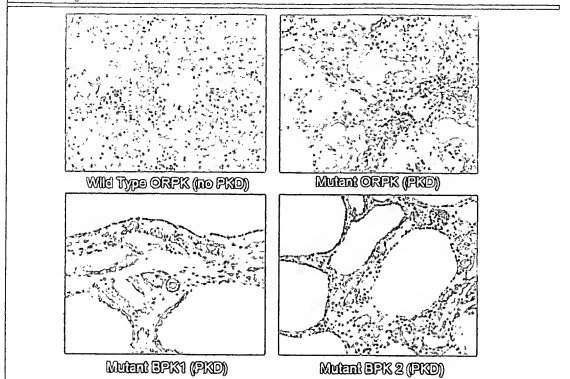 Wild Type ORPK (no PKD)
Mutant ORPK (PKD)
Mutant BPK1 (PKD)
Mutant BPK 2 (PKD)